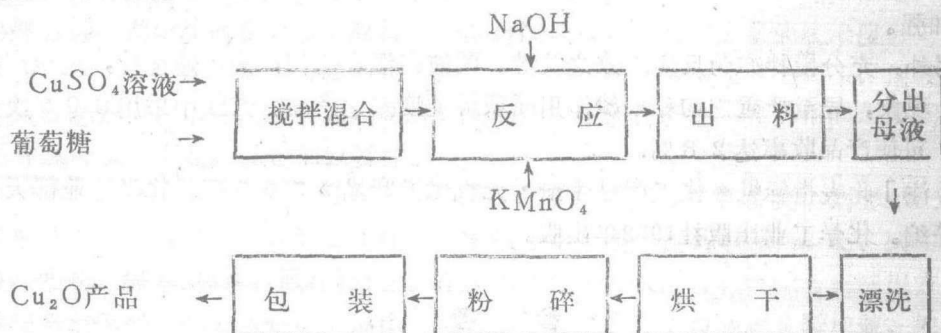 NaOH
CuSO₄溶液
葡萄糖
搅拌混合
反 应
出 料
分出
母液
KMnO₄
Cu₂O产品
包 装
粉 碎
烘 干
漂洗